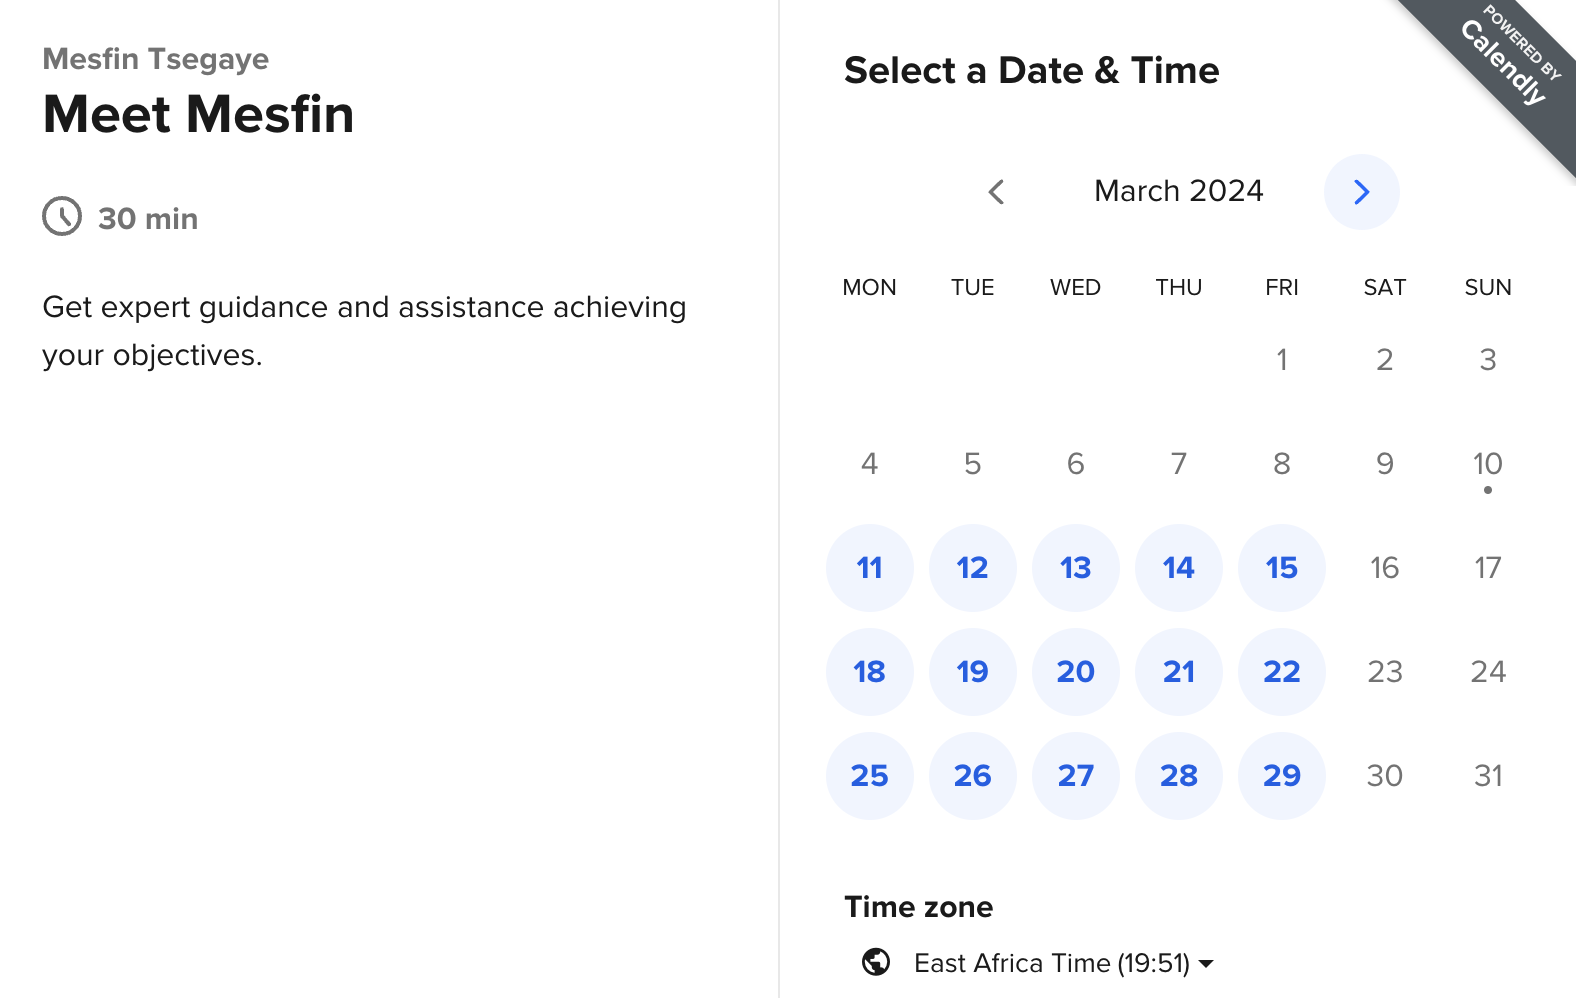 Mesfin Tsegaye
Meet Mesfin
30 min
Get expert guidance and assistance achieving
your objectives.
Select a Date & Time
POWERED BY
Calendly
March 2024
MON TUE WED THU FRI SAT SUN
1 2 3
4 5 6 7 8 9 10
11 12 13 14 15 16 17
18 19 20 21 22 23 24
25 26 27 28 29 30 31
Time zone
East Africa Time (19:51)